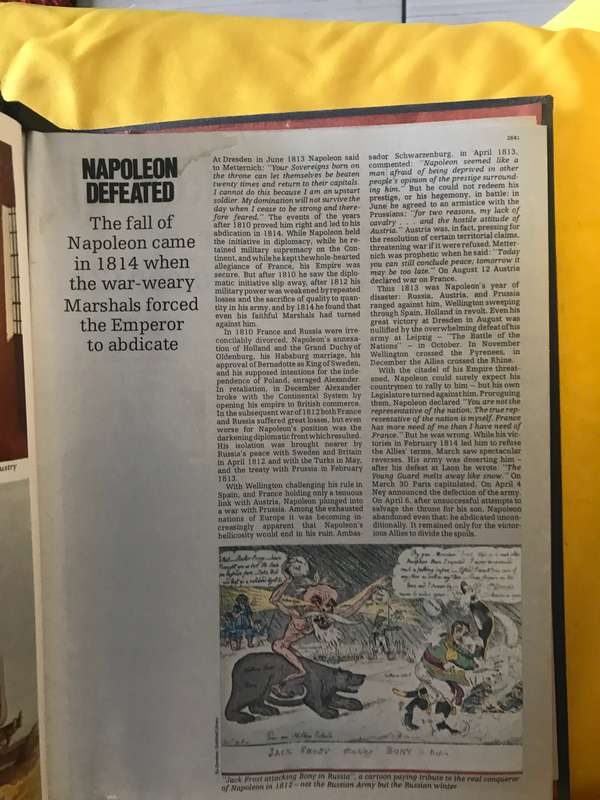 2641
NAPOLEON
DEFEATED
The fall of
Napoleon came
in 1814 when
the war-weary
Marshals forced
the Emperor
to abdicate
At Dresden in June 1813 Napoleon said
to Metternich: "Your Sovereigns born on
the throne can let themselves be beaten
twenty times and return to their capitals.
I cannot do this because I am an upstart
soldier. My domination will not survive the
day when I cease to be strong and there-
fore feared." The events of the years
after 1810 proved him right and led to his
abdication in 1814. While Napoleon held
the initiative in diplomacy, while he re-
tained military supremacy on the Con-
tinent, and while he kept the whole-hearted
allegiance of France, his Empire was
secure. But after 1810 he saw the diplo-
matic initiative slip away, after 1812 his
military power was weakened by repeated
losses and the sacrifice of quality to quan-
tity in his army, and by 1814 he found that
even his faithful Marshals had turned
against him.
In 1810 France and Russia were irre-
concilably divorced. Napoleon's annexa-
tion of Holland and the Grand Duchy of
Oldenburg, his Habsburg marriage, his
approval of Bernadotte as King of Sweden,
and his supposed intentions for the inde-
pendence of Poland, enraged Alexander.
In retaliation, in December Alexander
broke with the Continental System by
opening his empire to British commerce.
In the subsequent war of 1812 both France
and Russia suffered great losses, but even
worse for Napoleon's position was the
darkening diplomatic front which resulted.
His isolation was brought nearer by
Russia's peace with Sweden and Britain
in April 1812 and with the Turks in May,
and the treaty with Prussia in February
1813.
With Wellington challenging his rule in
Spain, and France holding only a tenuous
link with Austria, Napoleon plunged into
a war with Prussia. Among the exhausted
nations of Europe it was becoming in-
creasingly apparent that Napoleon's
bellicosity would end in his ruin. Ambas-
sador Schwarzenburg, in April 1813,
commented: "Napoleon seemed like a
man afraid of being deprived in other
people's opinion of the prestige surround-
ing him." But he could not redeem his
prestige, or his hegemony, in battle: in
June he agreed to an armistice with the
Prussians: "for two reasons, my lack of
cavalry . . . and the hostile attitude of
Austria." Austria was, in fact, pressing for
the resolution of certain territorial claims,
threatening war if it were refused. Metter-
nich was prophetic when he said: "Today
you can still conclude peace; tomorrow it
may be too late." On August 12 Austria
declared war on France.
Thus 1813 was Napoleon's year of
disaster: Russia, Austria, and Prussia
ranged against him, Wellington sweeping
through Spain, Holland in revolt. Even his
great victory at Dresden in August was
nullified by the overwhelming defeat of his
army at Leipzig – "The Battle of the
Nations" – in October. In November
Wellington crossed the Pyrenees, in
December the Allies crossed the Rhine.
With the citadel of his Empire threat-
ened, Napoleon could surely expect his
countrymen to rally to him – but his own
Legislature turned against him. Proroguing
them, Napoleon declared "You are not the
representative of the nation. The true rep-
resentative of the nation is myself. France
has more need of me than I have need of
France." But he was wrong. While his vic-
tories in February 1814 led him to refuse
the Allies' terms, March saw spectacular
reverses. His army was deserting him –
after his defeat at Laon he wrote: "The
Young Guard melts away like snow." On
March 30 Paris capitulated. On April 4
Ney announced the defection of the army.
On April 6, after unsuccessful attempts to
salvage the throne for his son, Napoleon
abandoned even that: he abdicated uncon-
ditionally. It remained only for the victor-
ious Allies to divide the spoils.
JACK FROST attacking BONY in Russia
"Jack Frost attacking Bony in Russia", a cartoon paying tribute to the real conqueror
of Napoleon in 1812 – not the Russian Army but the Russian winter